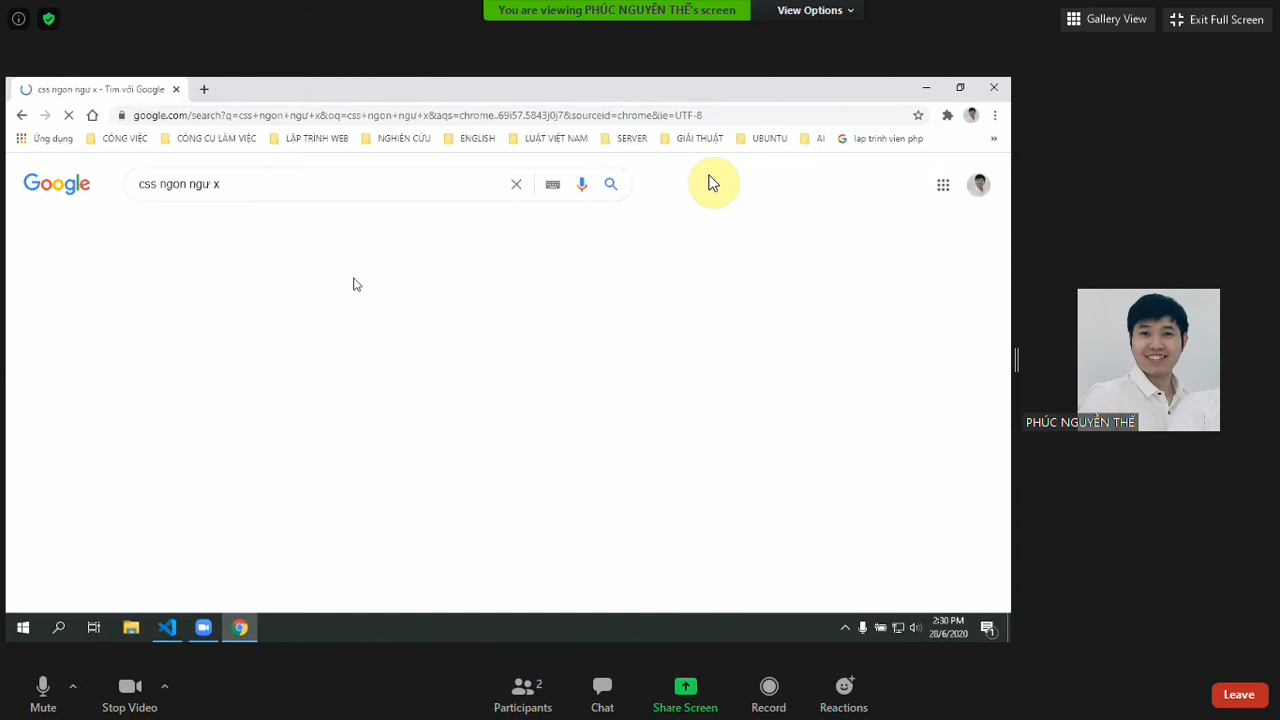 You are viewing PHÚC NGUYỄN THẾ's screen
View Options
Gallery View
Exit Full Screen
css ngon ngư x - Tìm với Google
google.com/search?q=css+ngon+ngư+x&oq=css+ngon+ngư+x&aqs=chrome..69i57.5843j0j7&sourceid=chrome&ie=UTF-8
Ứng dụng
CÔNG VIỆC
CÔNG CỤ LÀM VIỆC
LẬP TRÌNH WEB
NGHIÊN CỨU
ENGLISH
LUẬT VIỆT NAM
SERVER
GIẢI THUẬT
UBUNTU
AI
lap trinh vien php
»
Google
css ngon ngư x
PHÚC NGUYỄN THẾ
2:30 PM
28/6/2020
1
Mute
Stop Video
Participants
2
Chat
Share Screen
Record
Reactions
Leave